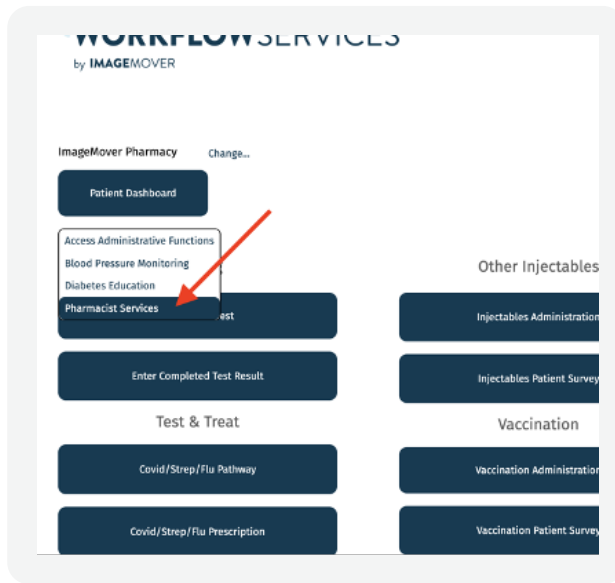 WORKFLOWSERVICES
by IMAGEMOVER
ImageMover Pharmacy Change...
Patient Dashboard
Access Administrative Functions
Blood Pressure Monitoring
Diabetes Education
Pharmacist Services
Other Injectables
Injectables Administration
Enter Completed Test Result
Injectables Patient Survey
Test & Treat
Vaccination
Covid/Strep/Flu Pathway
Vaccination Administration
Covid/Strep/Flu Prescription
Vaccination Patient Survey